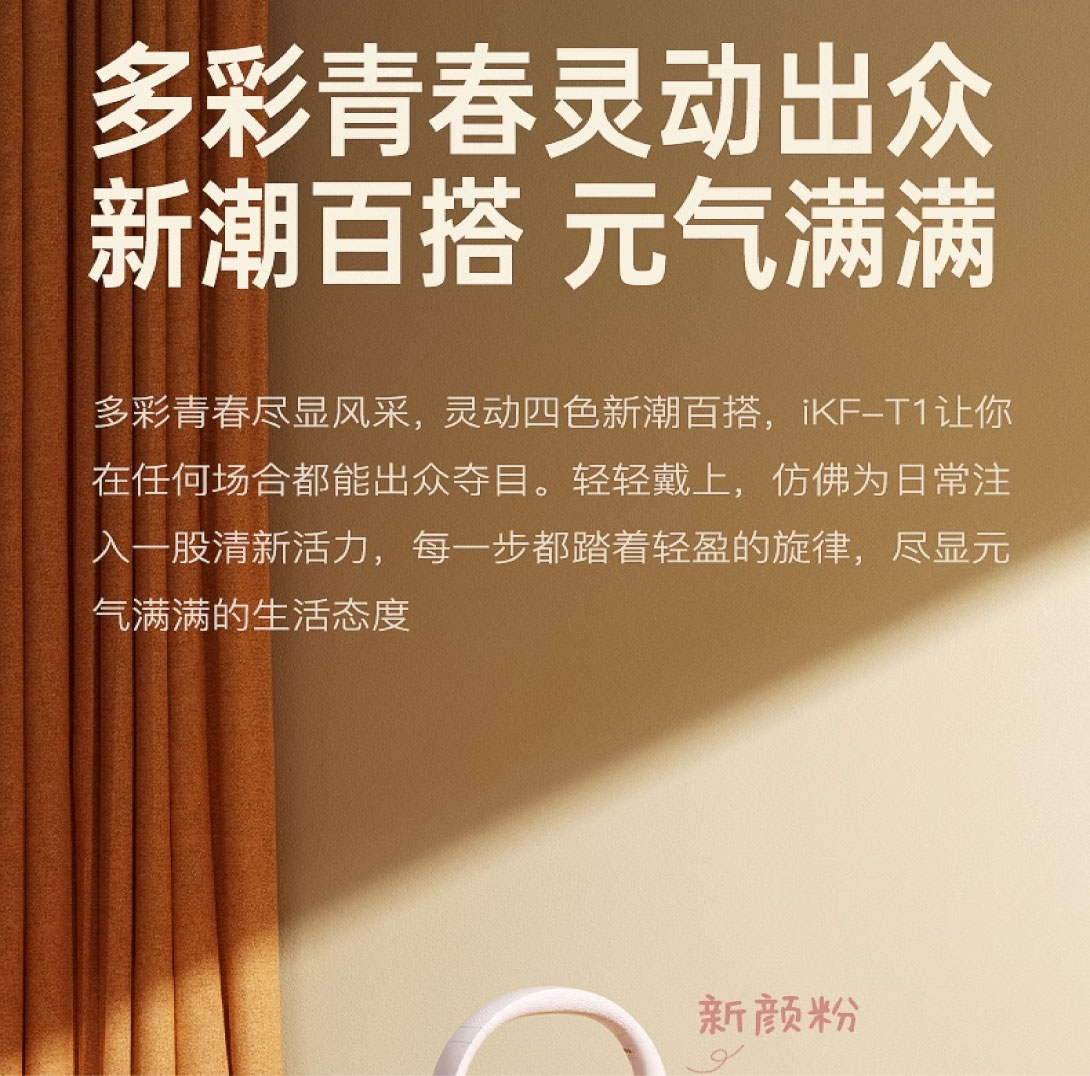 多彩青春灵动出众
新潮百搭 元气满满
多彩青春尽显风采，灵动四色新潮百搭，iKF-T1让你
在任何场合都能出众夺目。轻轻戴上，仿佛为日常注
入一股清新活力，每一步都踏着轻盈的旋律，尽显元
气满满的生活态度
新颜粉